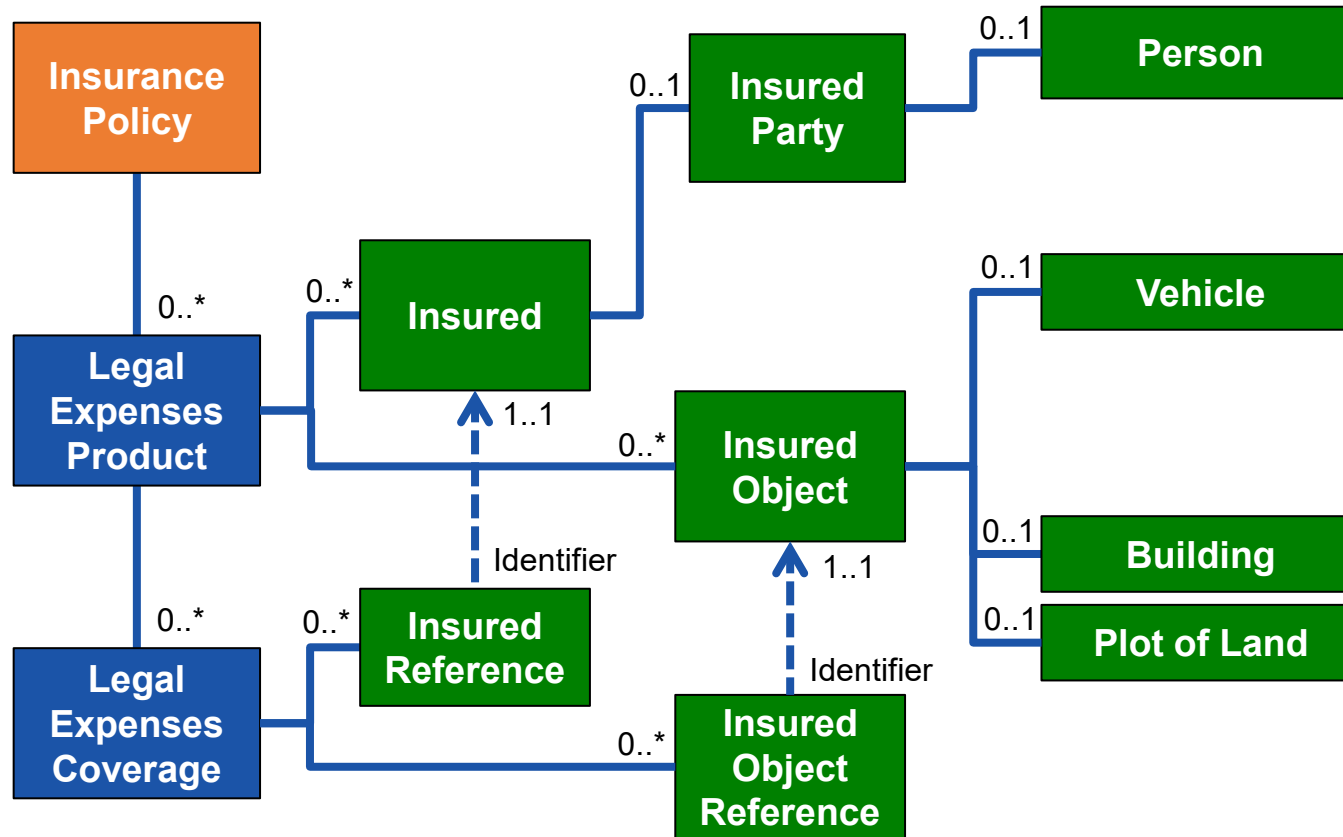 Insurance
Policy
0..*
Legal
Expenses
Product
0..*
Legal
Expenses
Coverage
0..*
Insured
1..1
Identifier
0..*
Insured
Reference
0..1
Insured
Party
0..*
Insured
Object
1..1
Identifier
0..*
Insured
Object
Reference
0..1
Person
0..1
Vehicle
0..1
Building
0..1
Plot of Land